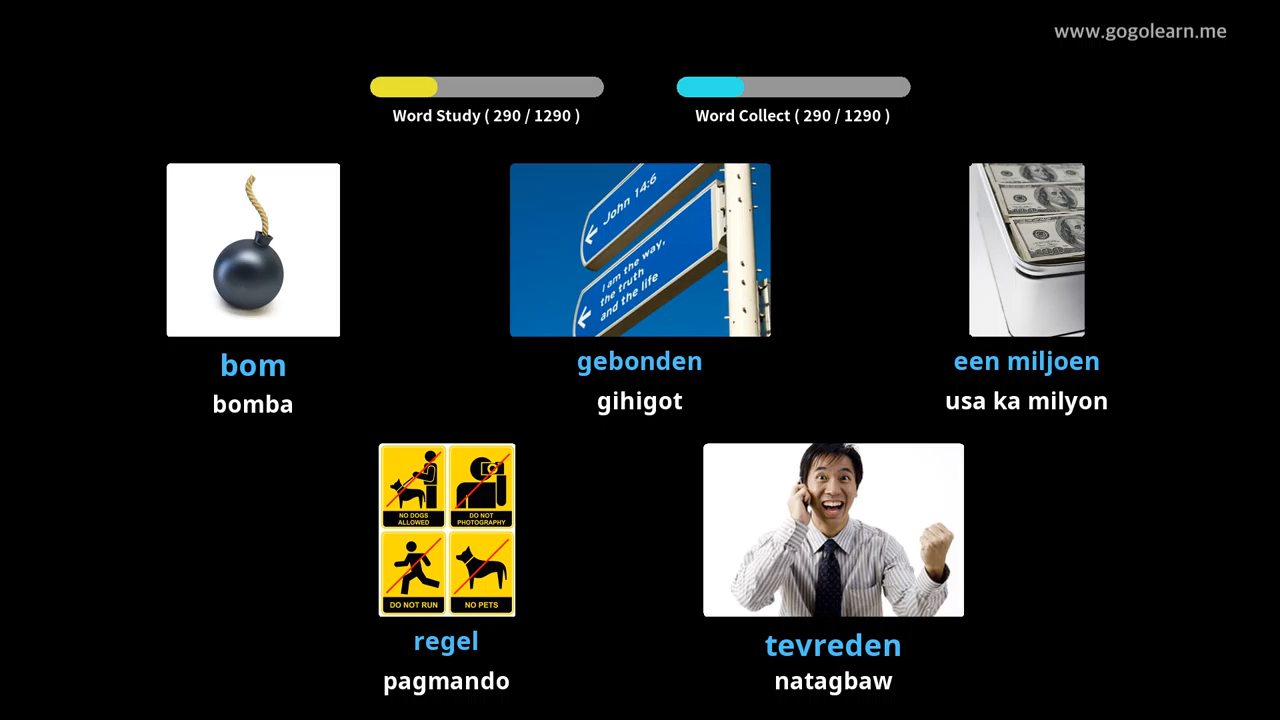 www.gogolearn.me
Word Study ( 290 / 1290 )
Word Collect ( 290 / 1290 )
John 14:6
I am the way,
the truth
and the life
bom
bomba
gebonden
gihigot
een miljoen
usa ka milyon
NO DOGS
ALLOWED
DO NOT
PHOTOGRAPHY
DO NOT RUN
NO PETS
regel
pagmando
tevreden
natagbaw